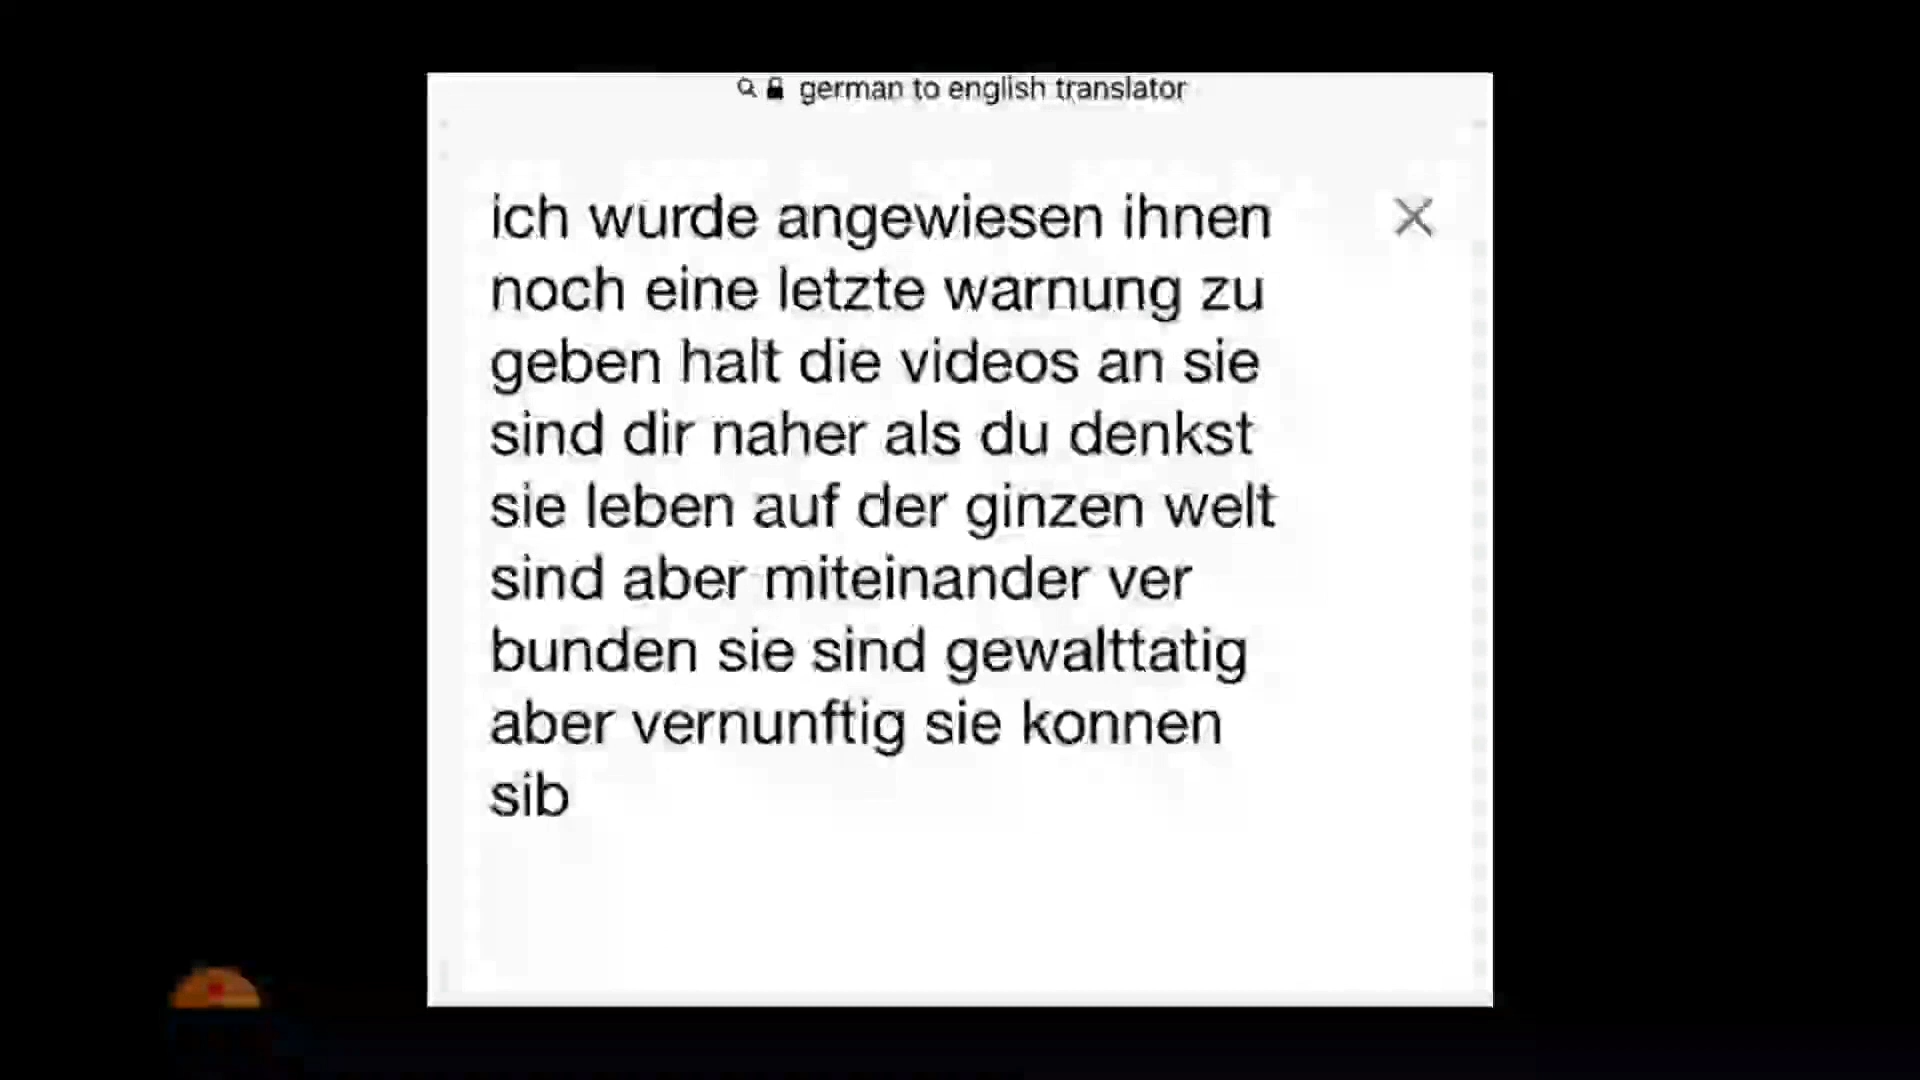 german to english translator
ich wurde angewiesen ihnen
noch eine letzte warnung zu
geben halt die videos an sie
sind dir naher als du denkst
sie leben auf der ginzen welt
sind aber miteinander ver
bunden sie sind gewalttatig
aber vernunftig sie konnen
sib